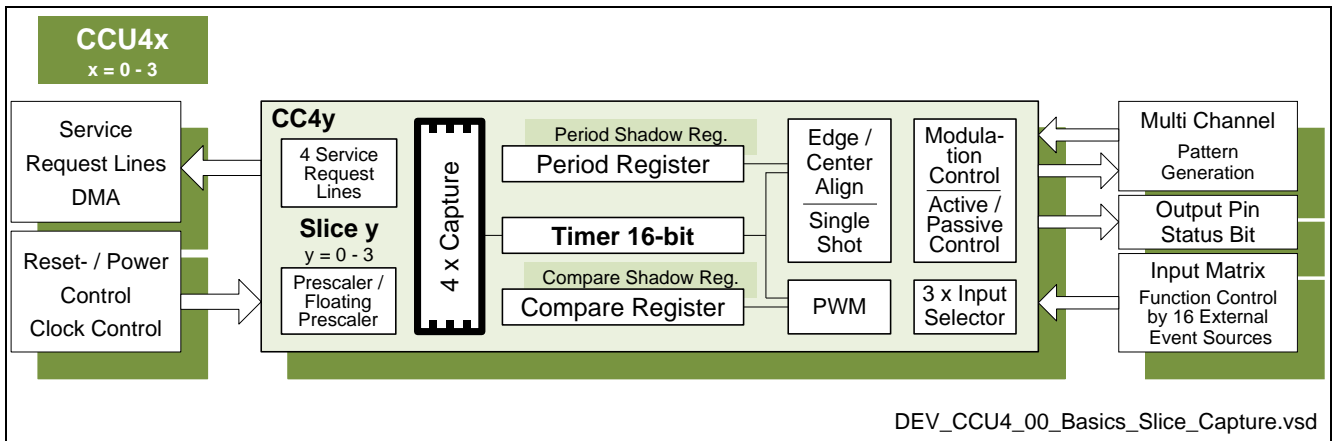 CCU4x
x = 0 - 3
Service
Request Lines
DMA
Reset- / Power
Control
Clock Control
CC4y
4 Service
Request
Lines
Slice y
y = 0 - 3
Prescaler /
Floating
Prescaler
4 x Capture
Period Shadow Reg.
Period Register
Timer 16-bit
Compare Shadow Reg.
Compare Register
Edge /
Center
Align
Single
Shot
PWM
Modula-
tion
Control
Active /
Passive
Control
3 x Input
Selector
Multi Channel
Pattern
Generation
Output Pin
Status Bit
Input Matrix
Function Control
by 16 External
Event Sources
DEV_CCU4_00_Basics_Slice_Capture.vsd